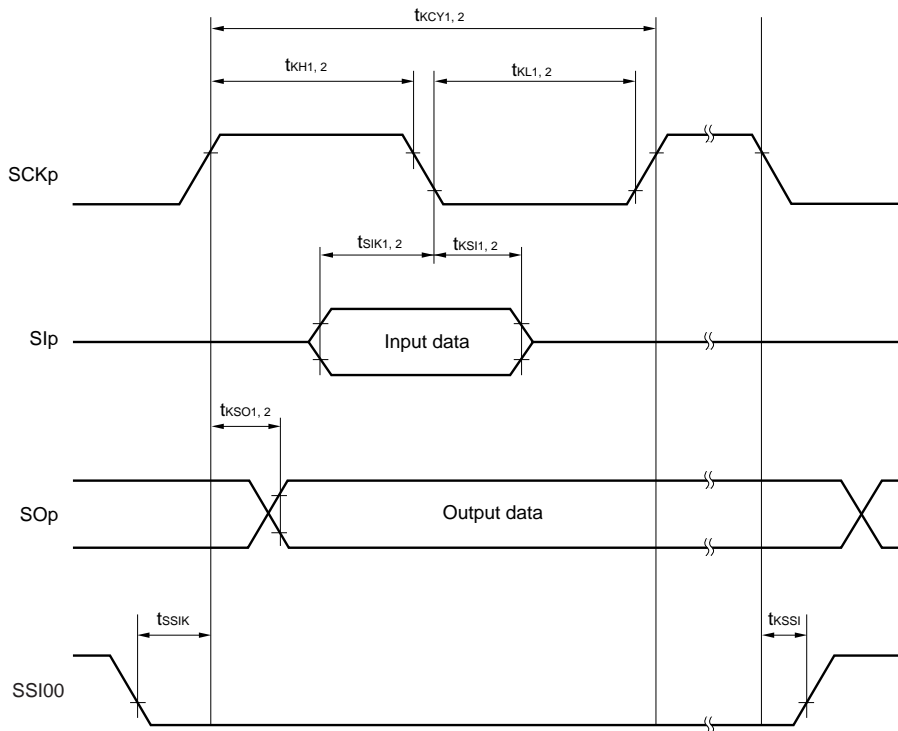 tKCY1, 2
tKH1, 2
tKL1, 2
SCKp
tSIK1, 2
tKSI1, 2
SIp
Input data
tKSO1, 2
SOp
Output data
tSSIK
tKSSI
SSI00